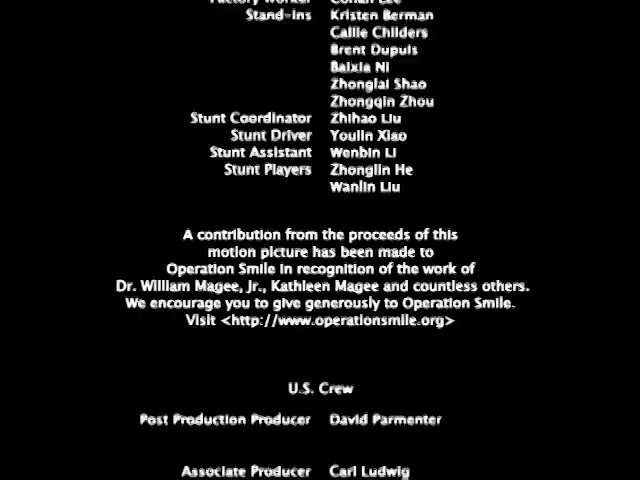 Factory Worker Conan Lee
Stand-ins Kristen Berman
Callie Childers
Brent Dupuis
Baixia Ni
Zhonglai Shao
Zhongqin Zhou
Stunt Coordinator Zhihao Liu
Stunt Driver Youlin Xiao
Stunt Assistant Wenbin Li
Stunt Players Zhonglin He
Wanlin Liu
A contribution from the proceeds of this
motion picture has been made to
Operation Smile in recognition of the work of
Dr. William Magee, Jr., Kathleen Magee and countless others.
We encourage you to give generously to Operation Smile.
Visit <http://www.operationsmile.org>
U.S. Crew
Post Production Producer David Parmenter
Associate Producer Carl Ludwig